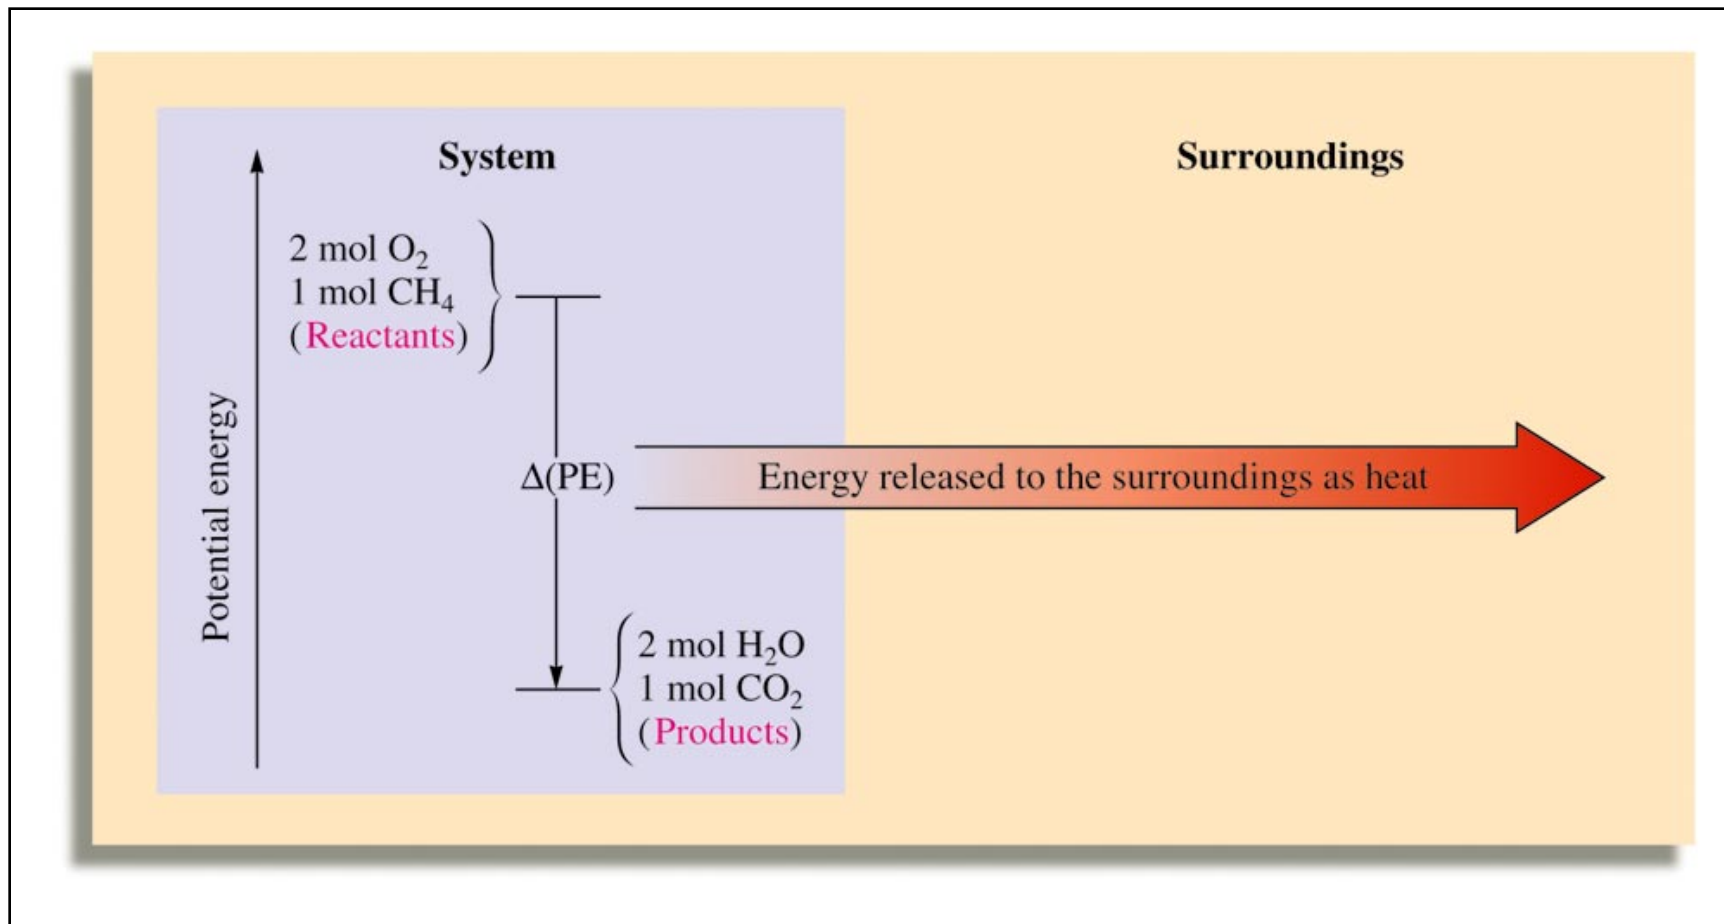 System
Surroundings
2 mol O₂
1 mol CH₄
(Reactants)
Potential energy
Δ(PE)
Energy released to the surroundings as heat
2 mol H₂O
1 mol CO₂
(Products)